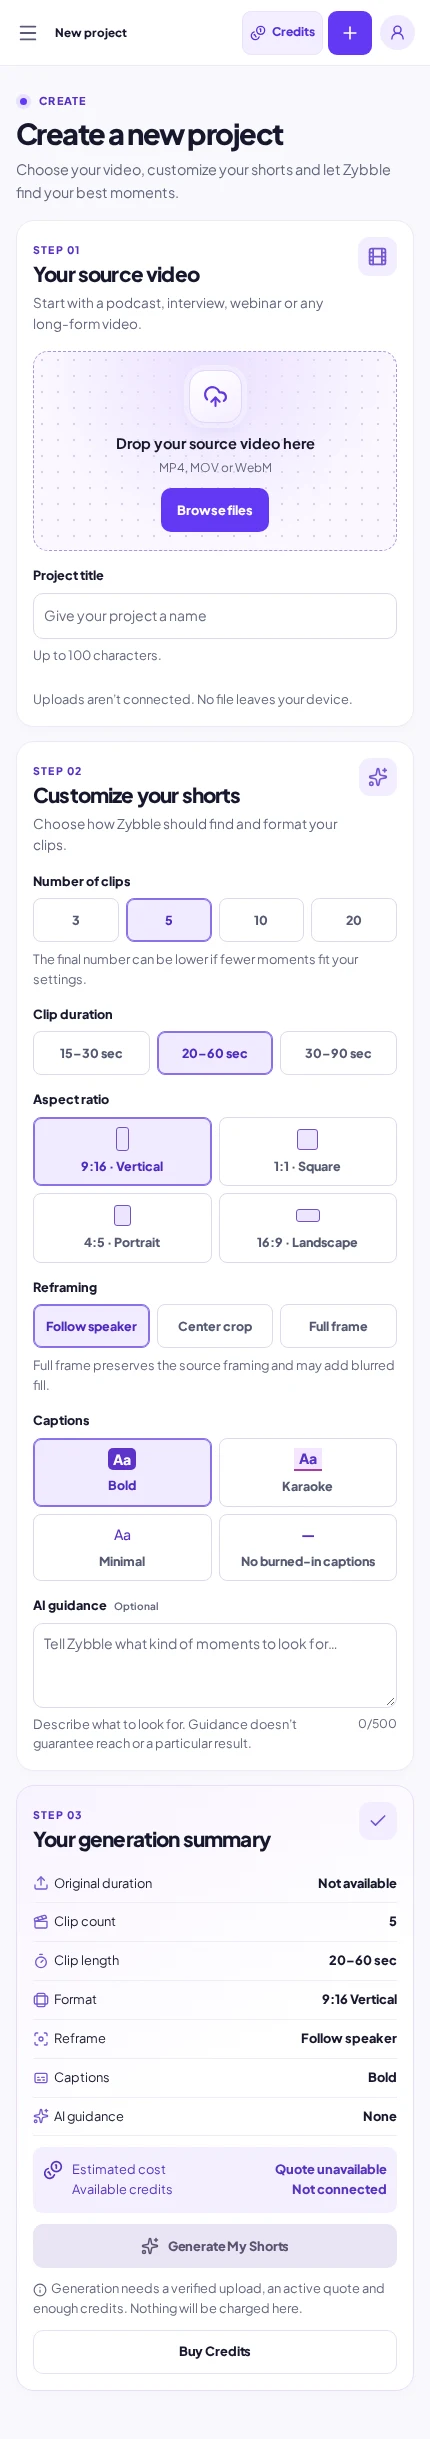 New project
Credits
CREATE
Create a new project
Choose your video, customize your shorts and let Zybble
find your best moments.
STEP 01
Your source video
Start with a podcast, interview, webinar or any
long-form video.
Drop your source video here
MP4, MOV or WebM
Browse files
Project title
Give your project a name
Up to 100 characters.
Uploads aren't connected. No file leaves your device.
STEP 02
Customize your shorts
Choose how Zybble should find and format your
clips.
Number of clips
3 5 10 20
The final number can be lower if fewer moments fit your
settings.
Clip duration
15–30 sec 20–60 sec 30–90 sec
Aspect ratio
9:16 · Vertical 1:1 · Square
4:5 · Portrait 16:9 · Landscape
Reframing
Follow speaker Center crop Full frame
Full frame preserves the source framing and may add blurred
fill.
Captions
Aa Aa
Bold Karaoke
Aa —
Minimal No burned-in captions
AI guidance Optional
Tell Zybble what kind of moments to look for…
Describe what to look for. Guidance doesn't 0/500
guarantee reach or a particular result.
STEP 03
Your generation summary
Original duration Not available
Clip count 5
Clip length 20–60 sec
Format 9:16 Vertical
Reframe Follow speaker
Captions Bold
AI guidance None
Estimated cost Quote unavailable
Available credits Not connected
Generate My Shorts
Generation needs a verified upload, an active quote and
enough credits. Nothing will be charged here.
Buy Credits